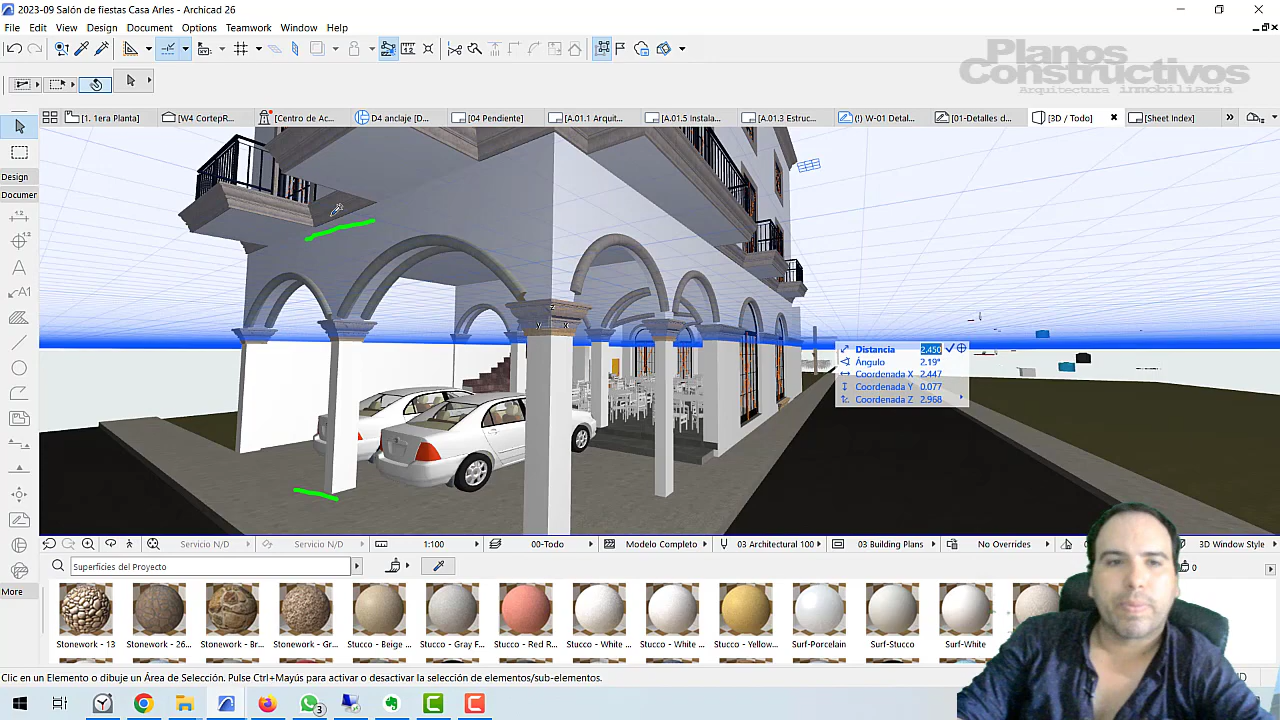 2023-09 Salón de fiestas Casa Arles - Archicad 26
File Edit View Design Document Options Teamwork Window Help
Planos
Constructivos
Arquitectura inmobiliaria
[1. 1era Planta]
[W4 CortepR...
[Centro de Ac...
D4 anclaje [D...
[04 Pendiente]
[A.01.1 Arquit...
[A.01.5 Instala...
[A.01.3 Estruc...
(!) W-01 Detal...
[01-Detalles d...
[3D / Todo]
[Sheet Index]
Design
Documen
More
Distancia 2.450
Ángulo 2.19°
Coordenada X 2.447
Coordenada Y 0.077
Coordenada Z 2.968
y x
Servicio N/D
Servicio N/D
1:100
00-Todo
Modelo Completo
03 Architectural 100
03 Building Plans
No Overrides
3D Window Style
Superficies del Proyecto
0
Stonework - 13
Stonework - 26...
Stonework - Br...
Stonework - Gr...
Stucco - Beige ...
Stucco - Gray F...
Stucco - Red R...
Stucco - White ...
Stucco - White ...
Stucco - Yellow...
Surf-Porcelain
Surf-Stucco
Surf-White
Clic en un Elemento o dibuje un Área de Selección. Pulse Ctrl+Mayús para activar o desactivar la selección de elementos/sub-elementos.
3